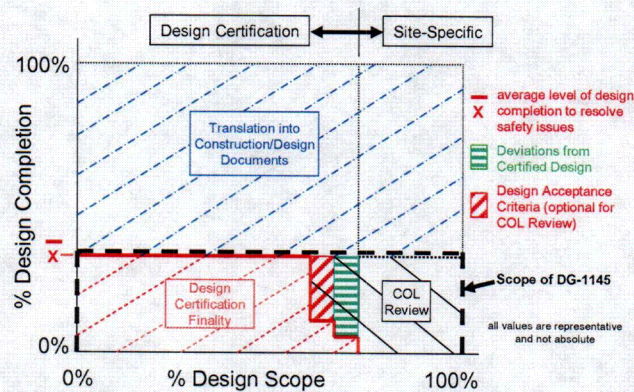 Design Certification
Site-Specific
100%
% Design Completion
Translation into
Construction/Design
Documents
average level of design
X
completion to resolve
safety issues
Deviations from
Certified Design
Design Acceptance
Criteria (optional for
COL Review)
X
Design
Certification
Finality
COL
Review
Scope of DG-1145
all values are representative
and not absolute
0%
0%
% Design Scope
100%